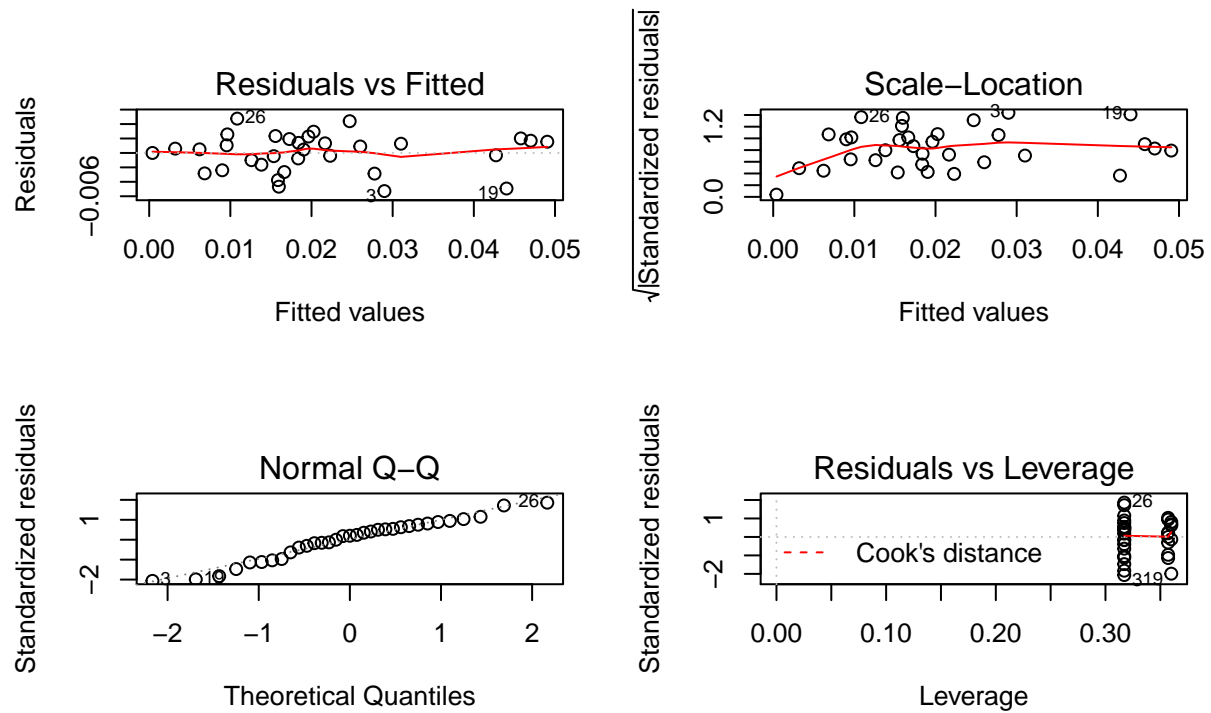 Residuals vs Fitted
Residuals
−0.006
26
3
19
0.00 0.01 0.02 0.03 0.04 0.05
Fitted values
Scale−Location
√|Standardized residuals|
0.0 1.2
26
3
19
0.00 0.01 0.02 0.03 0.04 0.05
Fitted values
Normal Q−Q
Standardized residuals
−2 1
3
26
−2 −1 0 1 2
Theoretical Quantiles
Residuals vs Leverage
Standardized residuals
−2 1
26
Cook's distance
319
0.00 0.10 0.20 0.30
Leverage